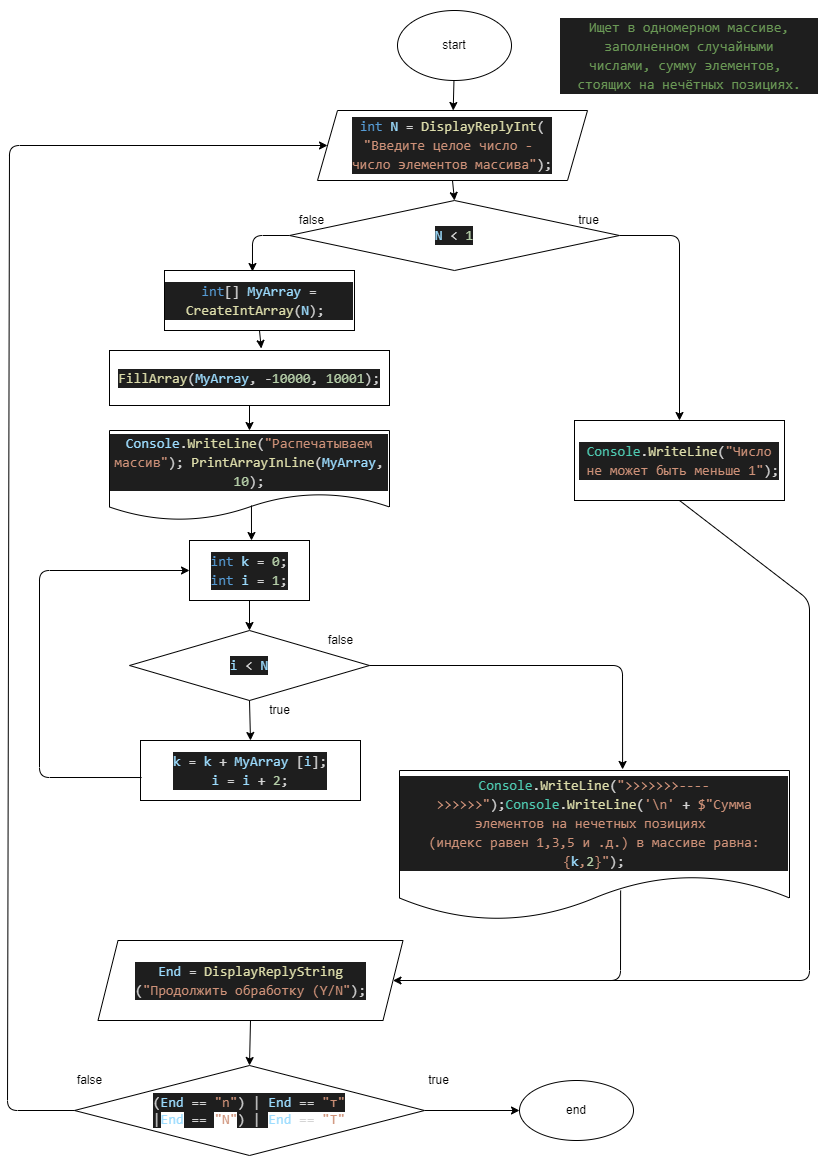 start
Ищет в одномерном массиве,
заполненном случайными
числами, сумму элементов,
стоящих на нечётных позициях.
int N = DisplayReplyInt(
"Введите целое число -
число элементов массива");
false
true
N < 1
int[] MyArray =
CreateIntArray(N);
FillArray(MyArray, -10000, 10001);
Console.WriteLine("Распечатываем
массив"); PrintArrayInLine(MyArray,
10);
Console.WriteLine("Число
не может быть меньше 1");
int k = 0;
int i = 1;
false
i < N
true
k = k + MyArray [i];
i = i + 2;
Console.WriteLine(">>>>>>>----
>>>>>>");Console.WriteLine('\n' + $"Сумма
элементов на нечетных позициях
(индекс равен 1,3,5 и .д.) в массиве равна:
{k,2}");
End = DisplayReplyString
("Продолжить обработку (Y/N");
false
true
(End == "n") | End == "т"
|End == "N") | End == "Т"
end